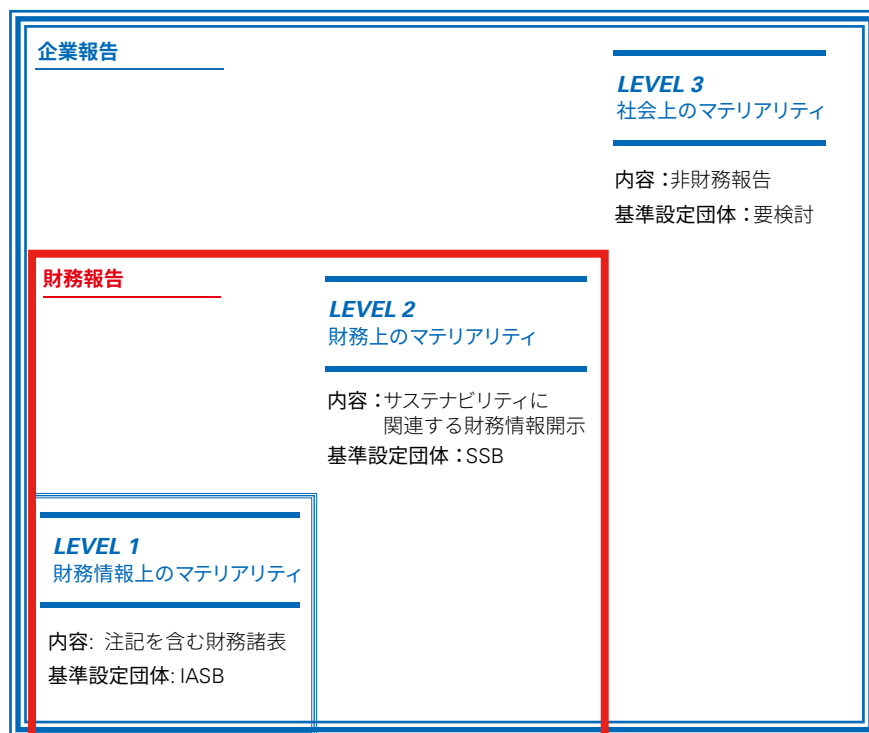 企業報告
LEVEL 3
社会上のマテリアリティ
内容：非財務報告
基準設定団体：要検討
財務報告
LEVEL 2
財務上のマテリアリティ
内容：サステナビリティに
関連する財務情報開示
基準設定団体：SSB
LEVEL 1
財務情報上のマテリアリティ
内容: 注記を含む財務諸表
基準設定団体: IASB